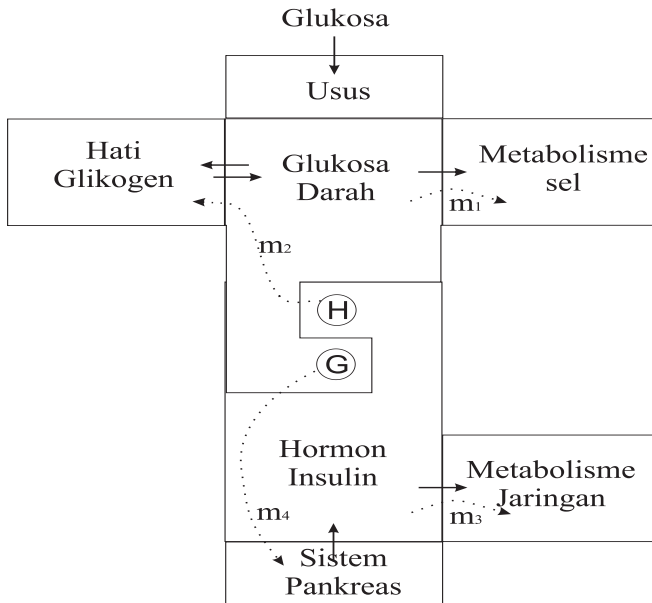 Glukosa
Usus
Hati
Glikogen
Glukosa
Darah
Metabolisme
sel
m1
m2
H
G
Hormon
Insulin
Metabolisme
Jaringan
m3
m4
Sistem
Pankreas